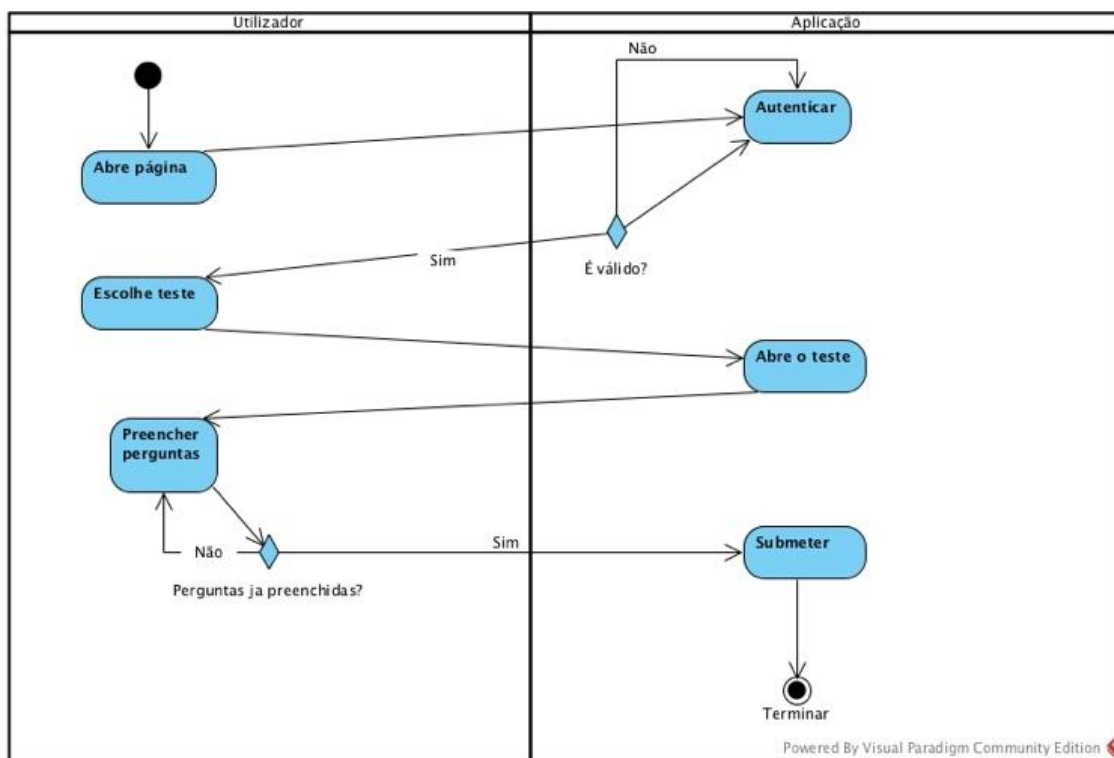 Utilizador
Aplicação
Não
Autenticar
Abre página
É válido?
Sim
Escolhe teste
Abre o teste
Preencher
perguntas
Não
Sim
Submeter
Perguntas ja preenchidas?
Terminar
Powered By Visual Paradigm Community Edition